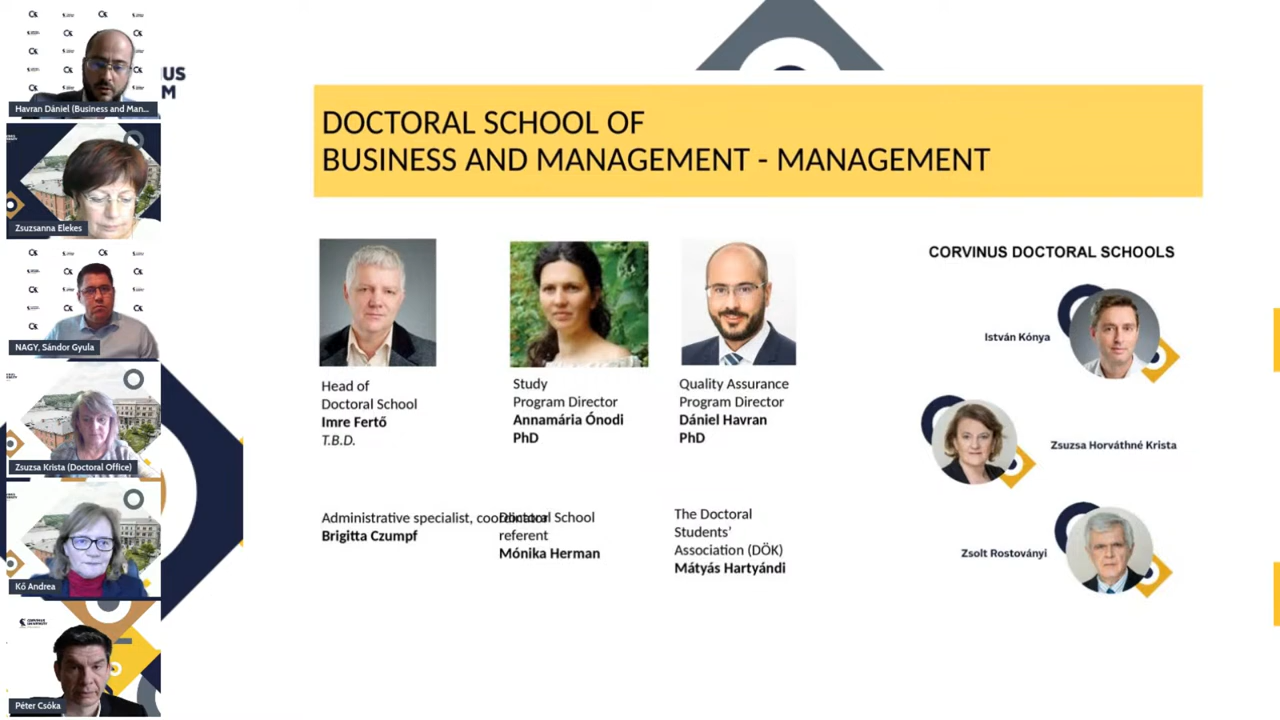 US
M
Havran Dániel (Business and Man...
Zsuzsanna Elekes
NAGY, Sándor Gyula
Zsuzsa Krista (Doctoral Office)
Kő Andrea
Péter Csóka
DOCTORAL SCHOOL OF
BUSINESS AND MANAGEMENT - MANAGEMENT
Head of
Doctoral School
Imre Fertő
T.B.D.
Study
Program Director
Annamária Ónodi
PhD
Quality Assurance
Program Director
Dániel Havran
PhD
Administrative specialist, coordinator
Brigitta Czumpf
Doctoral School
referent
Mónika Herman
The Doctoral
Students'
Association (DÖK)
Mátyás Hartyándi
CORVINUS DOCTORAL SCHOOLS
István Kónya
Zsuzsa Horváthné Krista
Zsolt Rostoványi